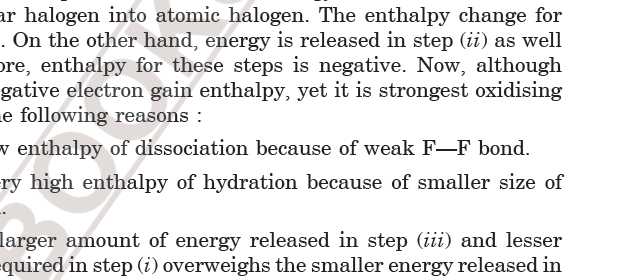 ar halogen into atomic halogen. The enthalpy change for
. On the other hand, energy is released in step (ii) as well
ore, enthalpy for these steps is negative. Now, although
gative electron gain enthalpy, yet it is strongest oxidising
e following reasons :
w enthalpy of dissociation because of weak F—F bond.
ry high enthalpy of hydration because of smaller size of
.
larger amount of energy released in step (iii) and lesser
quired in step (i) overweighs the smaller energy released in
BOOK